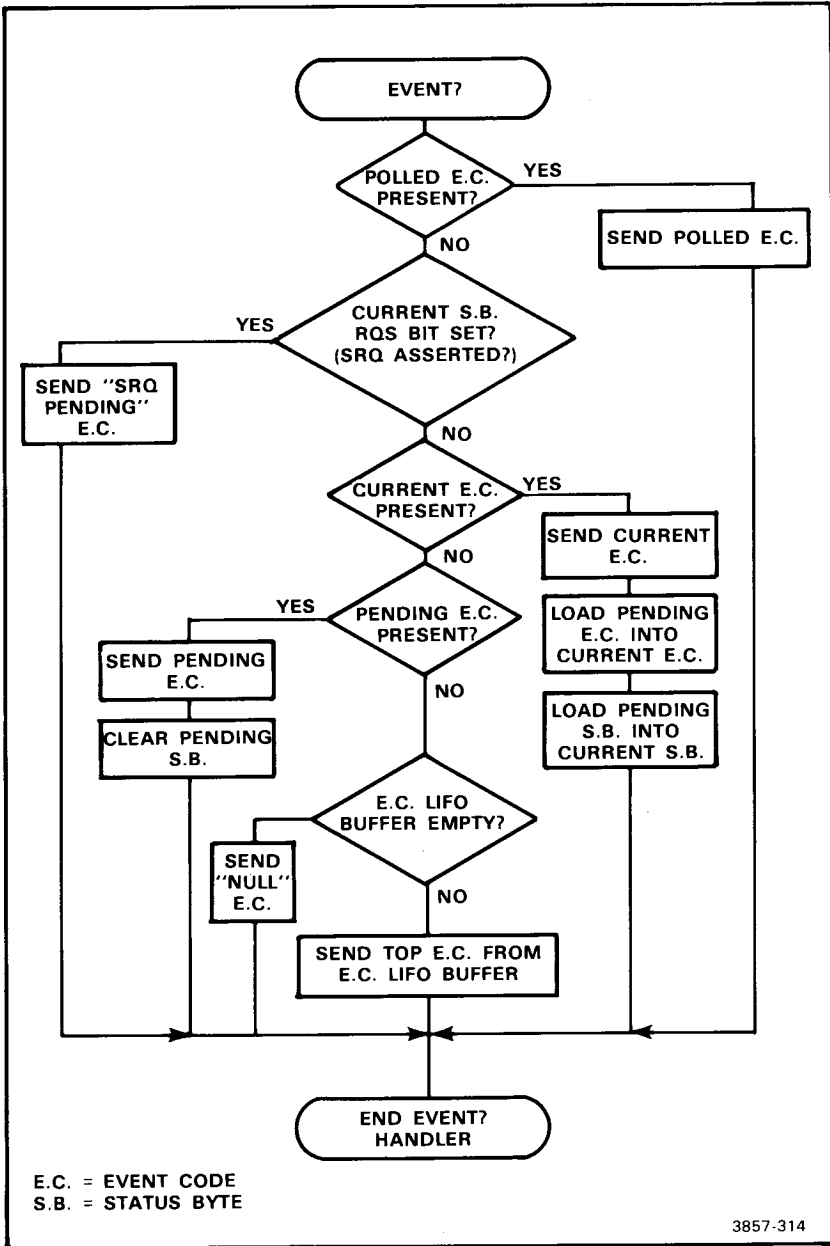 EVENT?
POLLED E.C.
PRESENT?
YES
NO
SEND POLLED E.C.
CURRENT S.B.
RQS BIT SET?
(SRQ ASSERTED?)
YES
SEND "SRQ
PENDING"
E.C.
NO
CURRENT E.C.
PRESENT?
YES
SEND CURRENT
E.C.
NO
LOAD PENDING
E.C. INTO
CURRENT E.C.
PENDING E.C.
PRESENT?
YES
SEND PENDING
E.C.
NO
CLEAR PENDING
S.B.
LOAD PENDING
S.B. INTO
CURRENT S.B.
E.C. LIFO
BUFFER EMPTY?
SEND
"NULL"
E.C.
NO
SEND TOP E.C. FROM
E.C. LIFO BUFFER
END EVENT?
HANDLER
E.C. = EVENT CODE
S.B. = STATUS BYTE
3857-314